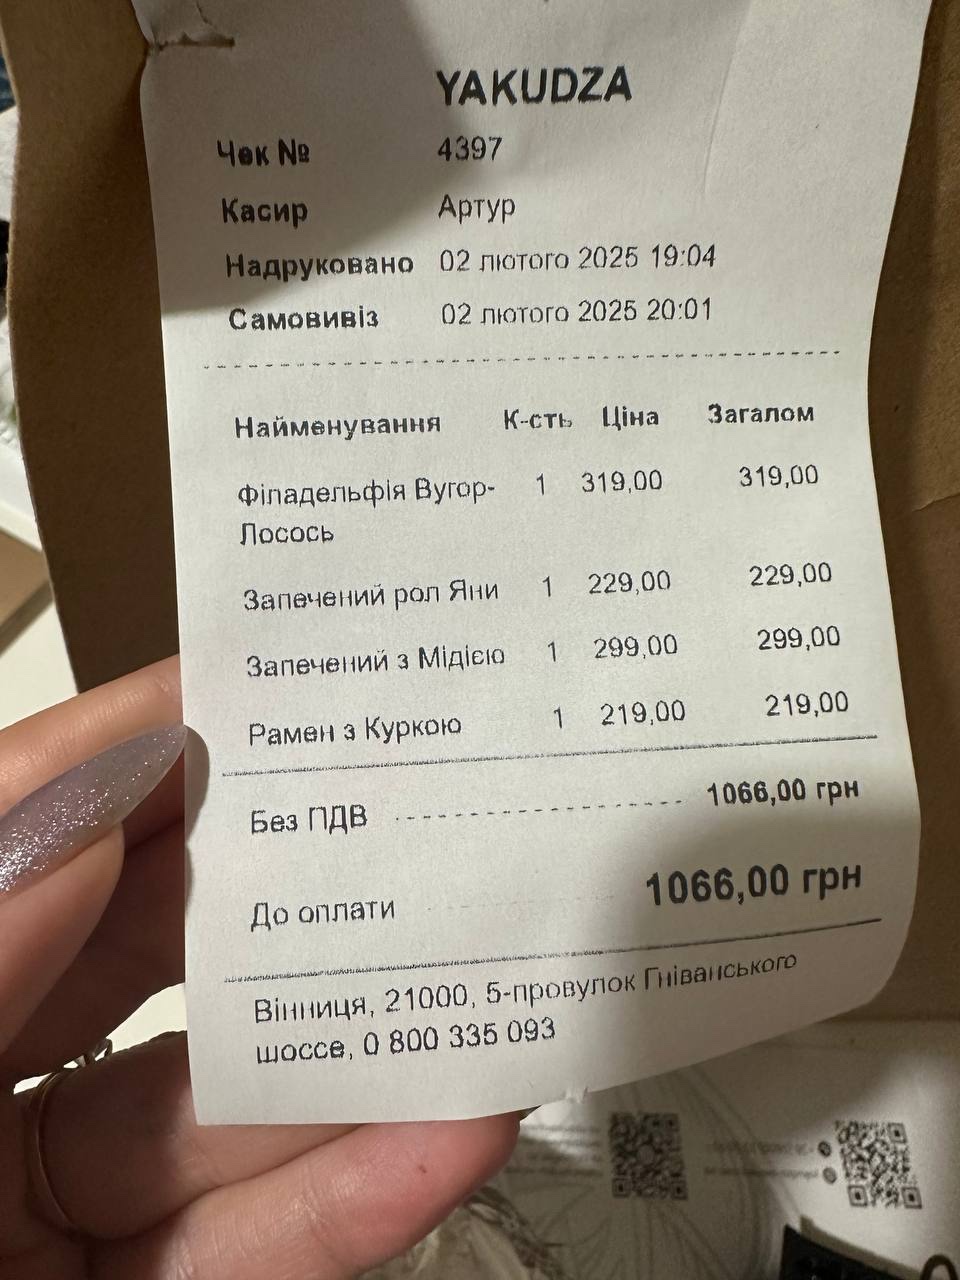 YAKUDZA
Чек № 4397
Касир Артур
Надруковано 02 лютого 2025 19:04
Самовивіз 02 лютого 2025 20:01
Найменування К-сть Ціна Загалом
Філадельфія Вугор- 1 319,00 319,00
Лосось
Запечений рол Яни 1 229,00 229,00
Запечений з Мідією 1 299,00 299,00
Рамен з Куркою 1 219,00 219,00
Без ПДВ 1066,00 грн
До оплати 1066,00 грн
Вінниця, 21000, 5-провулок Гніванського
шоссе, 0 800 335 093